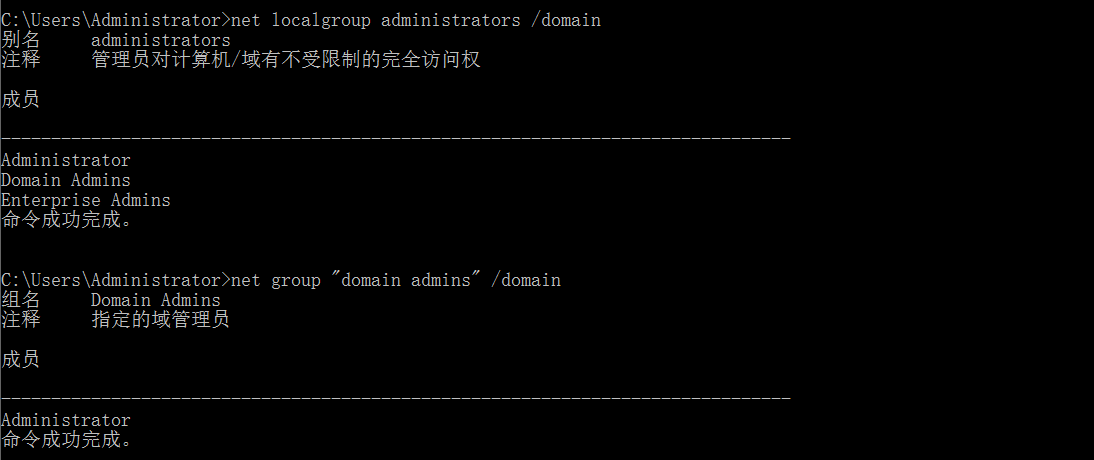 C:\Users\Administrator>net localgroup administrators /domain
别名     administrators
注释     管理员对计算机/域有不受限制的完全访问权
成员
-------------------------------------------------------------------------------
Administrator
Domain Admins
Enterprise Admins
命令成功完成。
C:\Users\Administrator>net group "domain admins" /domain
组名     Domain Admins
注释     指定的域管理员
成员
-------------------------------------------------------------------------------
Administrator
命令成功完成。